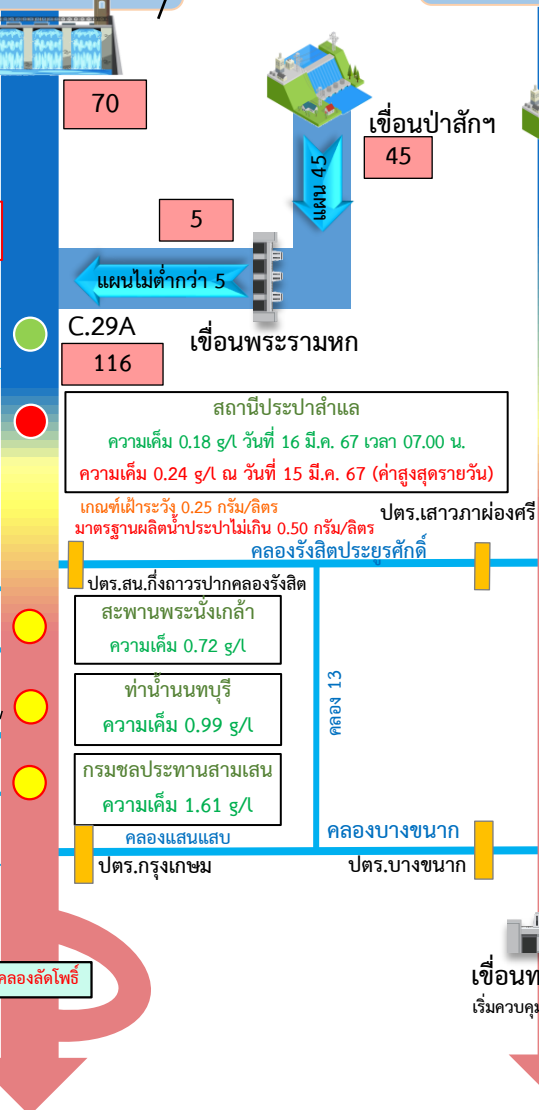 70
เขื่อนป่าสักฯ
45
แผน 45
5
แผนไม่ต่ำกว่า 5
เขื่อนพระรามหก
C.29A
116
สถานีประปาสำแล
ความเค็ม 0.18 g/l วันที่ 16 มี.ค. 67 เวลา 07.00 น.
ความเค็ม 0.24 g/l ณ วันที่ 15 มี.ค. 67 (ค่าสูงสุดรายวัน)
เกณฑ์เฝ้าระวัง 0.25 กรัม/ลิตร
มาตรฐานผลิตน้ำประปาไม่เกิน 0.50 กรัม/ลิตร
ปตร.เสาวภาผ่องศรี
คลองรังสิตประยูรศักดิ์
ปตร.สน.กึ่งถาวรปากคลองรังสิต
สะพานพระนั่งเกล้า
ความเค็ม 0.72 g/l
ท่าน้ำนนทบุรี
ความเค็ม 0.99 g/l
คลอง 13
กรมชลประทานสามเสน
ความเค็ม 1.61 g/l
คลองแสนแสบ
คลองบางขนาก
ปตร.กรุงเกษม
ปตร.บางขนาก
คลองลัดโพธิ์
เขื่อนท
เริ่มควบคุม